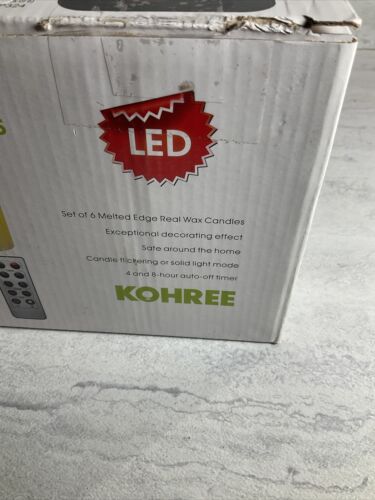 LED
Set of 6 Melted Edge Real Wax Candles
Exceptional decorating effect
Safe around the home
Candle flickering or solid light mode
4 and 8-hour auto-off timer
KOHREE